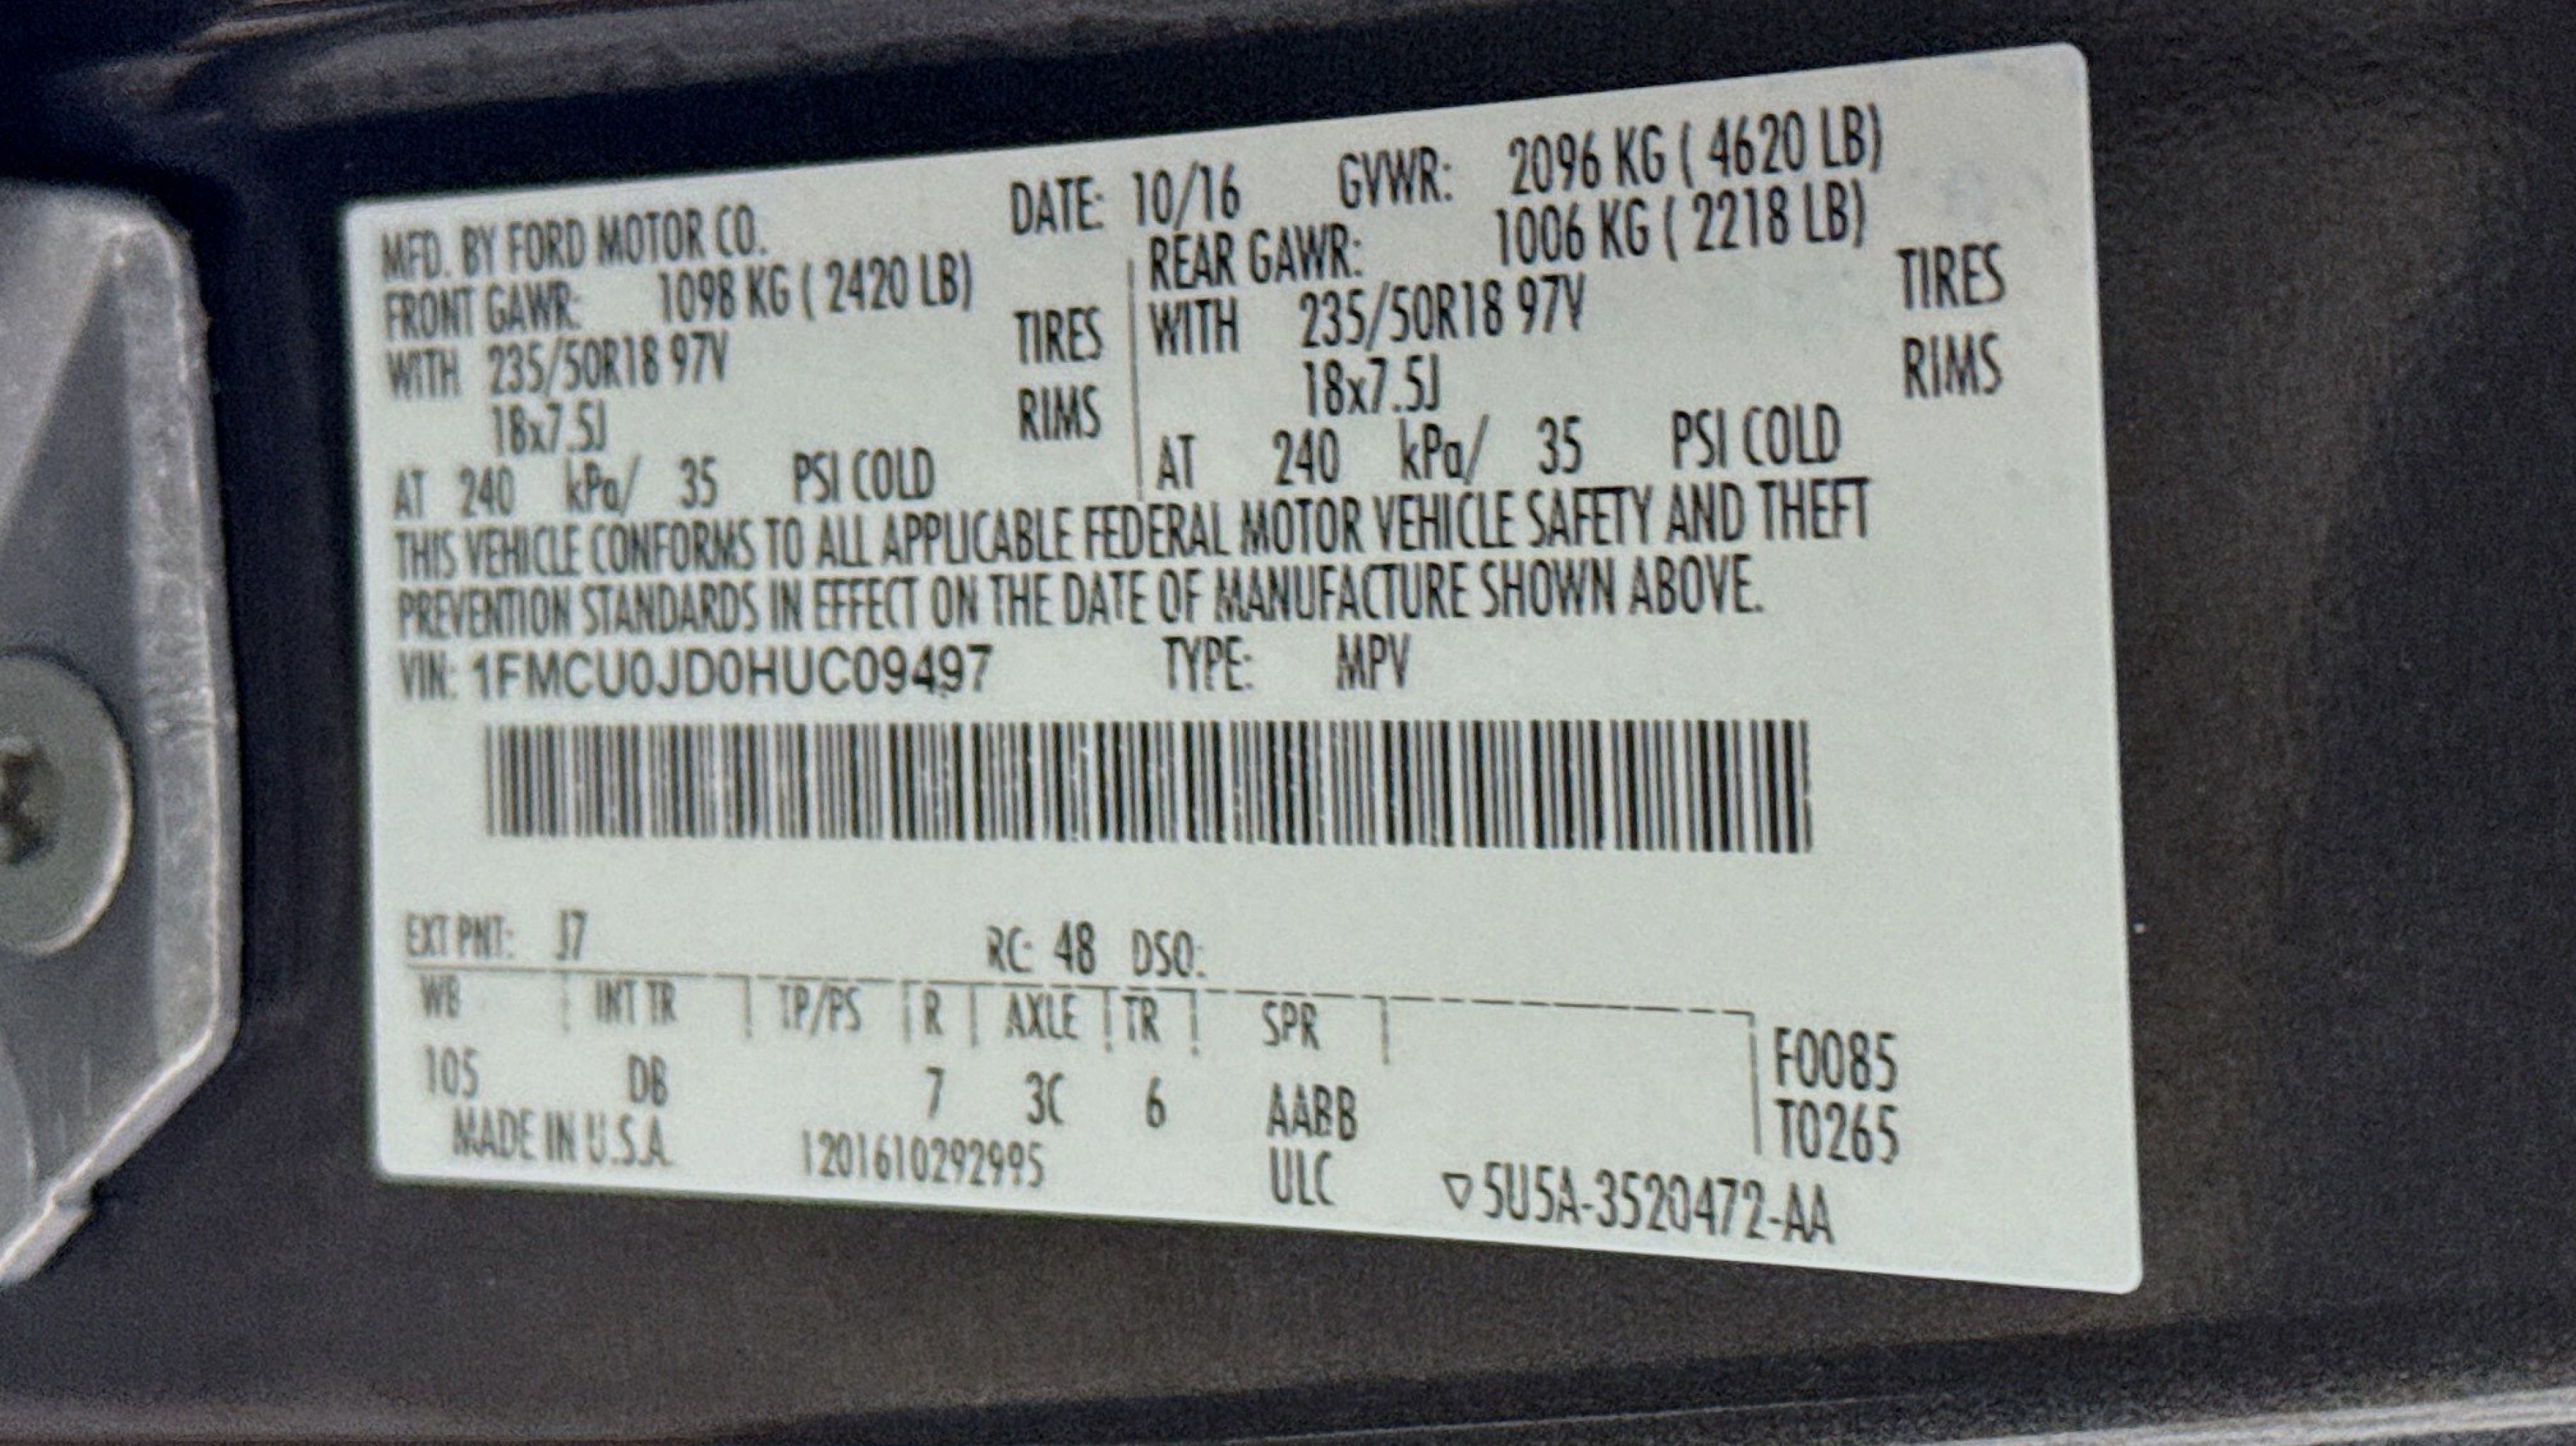 MFD. BY FORD MOTOR CO. DATE: 10/16 GVWR: 2096 KG ( 4620 LB)
FRONT GAWR: 1098 KG ( 2420 LB) REAR GAWR: 1006 KG ( 2218 LB)
WITH 235/50R18 97V TIRES WITH 235/50R18 97V TIRES
18x7.5J RIMS 18x7.5J RIMS
AT 240 kPa/ 35 PSI COLD AT 240 kPa/ 35 PSI COLD
THIS VEHICLE CONFORMS TO ALL APPLICABLE FEDERAL MOTOR VEHICLE SAFETY AND THEFT
PREVENTION STANDARDS IN EFFECT ON THE DATE OF MANUFACTURE SHOWN ABOVE.
VIN: 1FMCU0JD0HUC09497 TYPE: MPV
EXT PNT: J7 RC: 48 DSO:
WB INT TR TP/PS R AXLE TR SPR
105 DB 7 3C 6 AABB
F0085
T0265
MADE IN U.S.A. 1201610292995 ULC ▽5U5A-3520472-AA